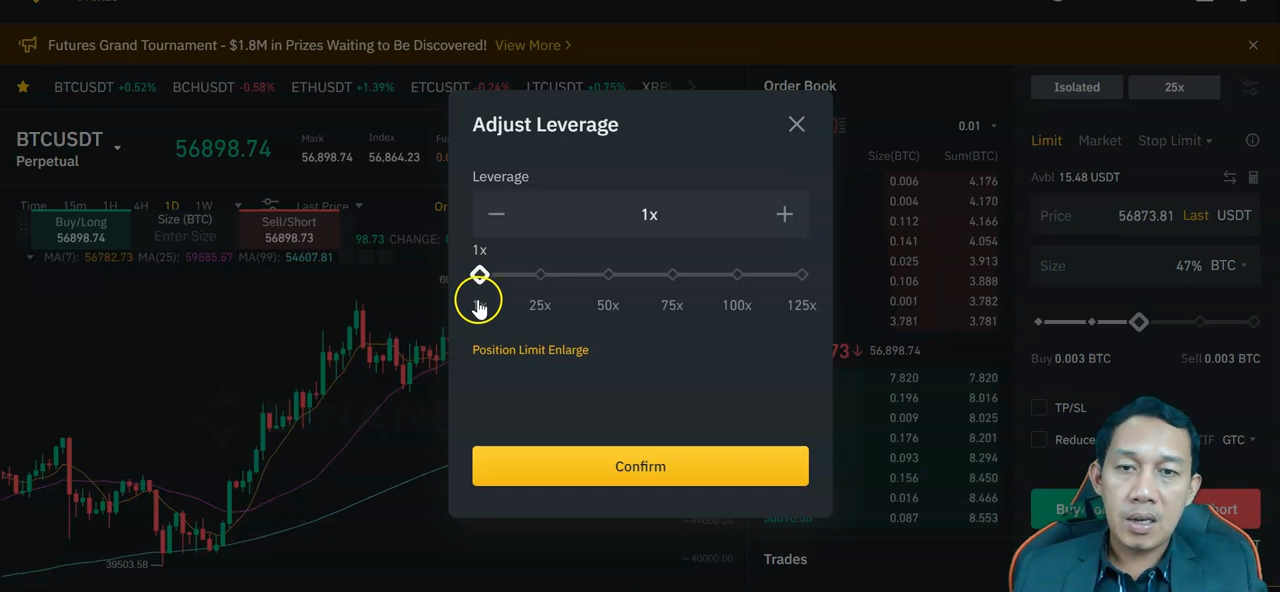 Futures Grand Tournament - $1.8M in Prizes Waiting to Be Discovered! View More >
BTCUSDT +0.52% BCHUSDT -0.58% ETHUSDT +1.39% ETCUSDT -0.24% LTCUSDT +0.75%
Order Book
Isolated 25x
BTCUSDT
Perpetual
56898.74
Mark
56,898.74
Index
56,864.23
Time 15m 1H 4H 1D 1W Last Price
Buy/Long
56898.74
Size (BTC)
Enter Size
Sell/Short
56898.73
98.73 CHANGE:
MA(7): 56782.73 MA(25): 59585.57 MA(99): 54607.81
39503.58
40000.00
Adjust Leverage
Leverage
1x
1x
25x 50x 75x 100x 125x
Position Limit Enlarge
Confirm
0.01
Size(BTC) Sum(BTC)
0.006 4.176
0.004 4.170
0.112 4.166
0.141 4.054
0.025 3.913
0.106 3.888
0.001 3.782
3.781 3.781
73↓ 56,898.74
7.820 7.820
0.196 8.016
0.009 8.025
0.176 8.201
0.093 8.294
0.156 8.450
0.016 8.466
0.087 8.553
Trades
Limit Market Stop Limit
Avbl 15.48 USDT
Price 56873.81 Last USDT
Size 47% BTC
Buy 0.003 BTC Sell 0.003 BTC
TP/SL
Reduce TIF GTC